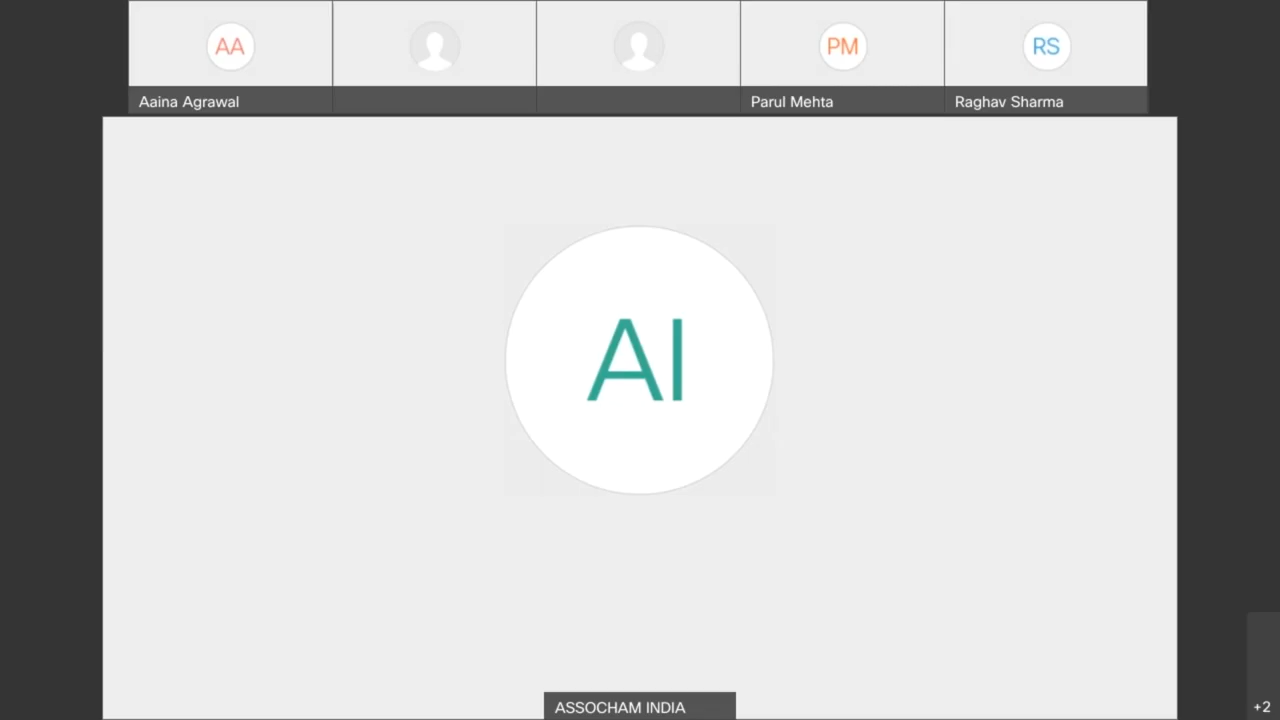 AA
PM
RS
Aaina Agrawal
Parul Mehta
Raghav Sharma
AI
ASSOCHAM INDIA
+2